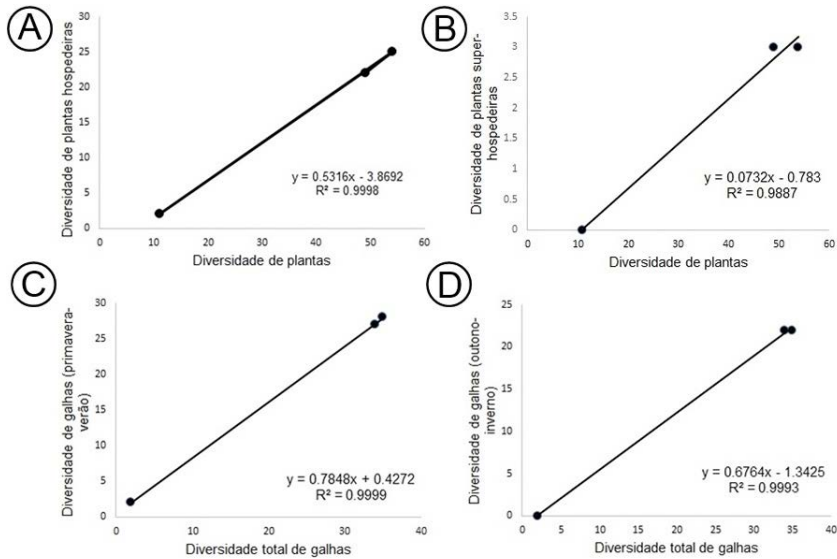 A
Diversidade de plantas hospedeiras
30
25
20
15
10
5
0
y = 0.5316x - 3.8692
R² = 0.9998
0 10 20 30 40 50 60
Diversidade de plantas
B
Diversidade de plantas super-
hospedeiras
3.5
3
2.5
2
1.5
1
0.5
0
y = 0.0732x - 0.783
R² = 0.9887
0 10 20 30 40 50 60
Diversidade de plantas
C
Diversidade de galhas (primavera-
verão)
30
25
20
15
10
5
0
y = 0.7848x + 0.4272
R² = 0.9999
0 10 20 30 40
Diversidade total de galhas
D
Diversidade de galhas (outono-
inverno)
25
20
15
10
5
0
y = 0.6764x - 1.3425
R² = 0.9993
0 5 10 15 20 25 30 35 40
Diversidade total de galhas